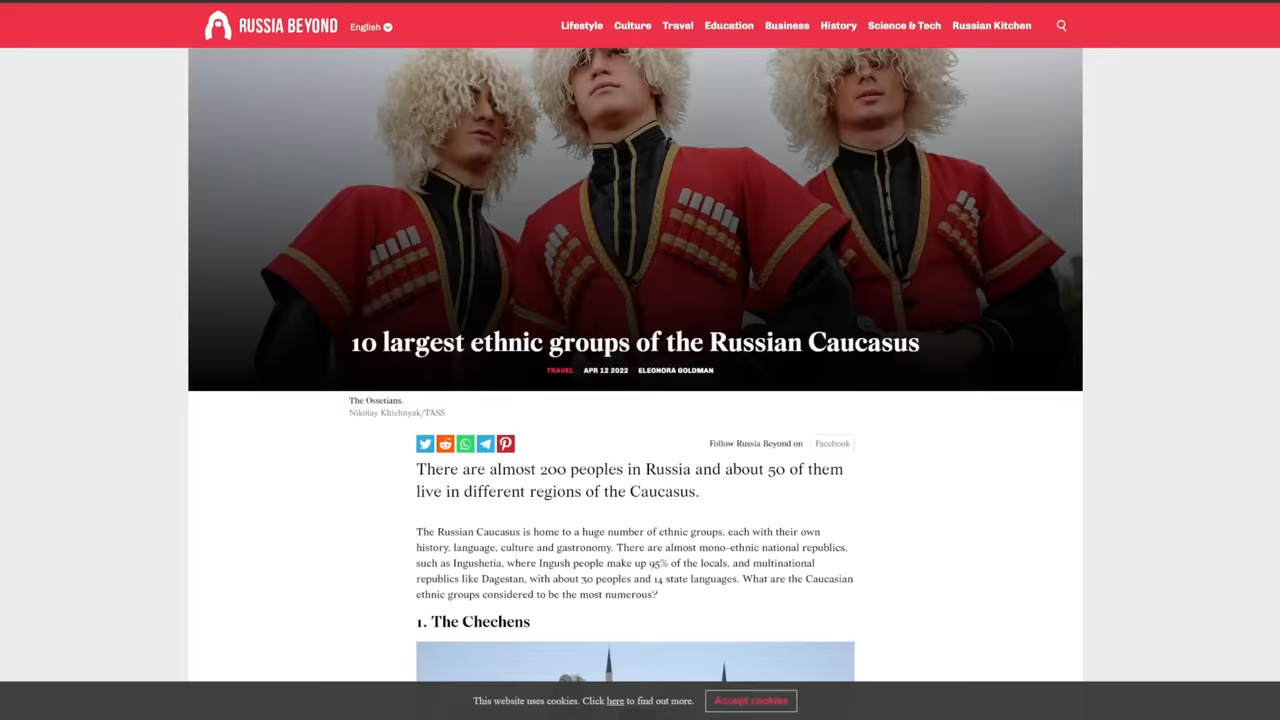 RUSSIA BEYOND
English
Lifestyle Culture Travel Education Business History Science & Tech Russian Kitchen
10 largest ethnic groups of the Russian Caucasus
TRAVEL APR 12 2022 ELEONORA GOLDMAN
The Ossetians.
Nikolay Khizhnyak/TASS
Follow Russia Beyond on Facebook
There are almost 200 peoples in Russia and about 50 of them
live in different regions of the Caucasus.
The Russian Caucasus is home to a huge number of ethnic groups, each with their own
history, language, culture and gastronomy. There are almost mono-ethnic national republics,
such as Ingushetia, where Ingush people make up 95% of the locals, and multinational
republics like Dagestan, with about 30 peoples and 14 state languages. What are the Caucasian
ethnic groups considered to be the most numerous?
1. The Chechens
This website uses cookies. Click here to find out more. Accept cookies